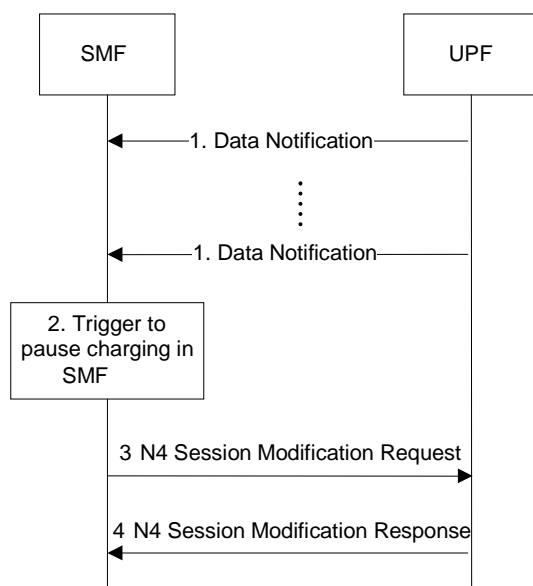 SMF
UPF
1. Data Notification
1. Data Notification
2. Trigger to
pause charging in
SMF
3 N4 Session Modification Request
4 N4 Session Modification Response